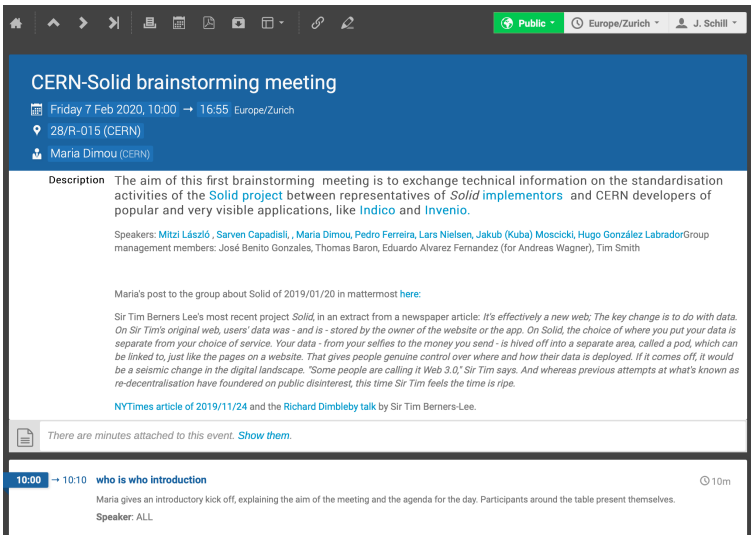 Public
Europe/Zurich
J. Schill
CERN-Solid brainstorming meeting
Friday 7 Feb 2020, 10:00 → 16:55 Europe/Zurich
28/R-015 (CERN)
Maria Dimou (CERN)
Description
The aim of this first brainstorming meeting is to exchange technical information on the standardisation
activities of the Solid project between representatives of Solid implementors and CERN developers of
popular and very visible applications, like Indico and Invenio.
Speakers: Mitzi László , Sarven Capadisli, , Maria Dimou, Pedro Ferreira, Lars Nielsen, Jakub (Kuba) Moscicki, Hugo González LabradorGroup
management members: José Benito Gonzales, Thomas Baron, Eduardo Alvarez Fernandez (for Andreas Wagner), Tim Smith
Maria's post to the group about Solid of 2019/01/20 in mattermost here:
Sir Tim Berners Lee's most recent project Solid, in an extract from a newspaper article: It's effectively a new web; The key change is to do with data.
On Sir Tim's original web, users' data was - and is - stored by the owner of the website or the app. On Solid, the choice of where you put your data is
separate from your choice of service. Your data - from your selfies to the money you send - is hived off into a separate area, called a pod, which can
be linked to, just like the pages on a website. That gives people genuine control over where and how their data is deployed. If it comes off, it would
be a seismic change in the digital landscape. "Some people are calling it Web 3.0," Sir Tim says. And whereas previous attempts at what's known as
re-decentralisation have foundered on public disinterest, this time Sir Tim feels the time is ripe.
NYTimes article of 2019/11/24 and the Richard Dimbleby talk by Sir Tim Berners-Lee.
There are minutes attached to this event. Show them.
10:00 → 10:10 who is who introduction
10m
Maria gives an introductory kick off, explaining the aim of the meeting and the agenda for the day. Participants around the table present themselves.
Speaker: ALL